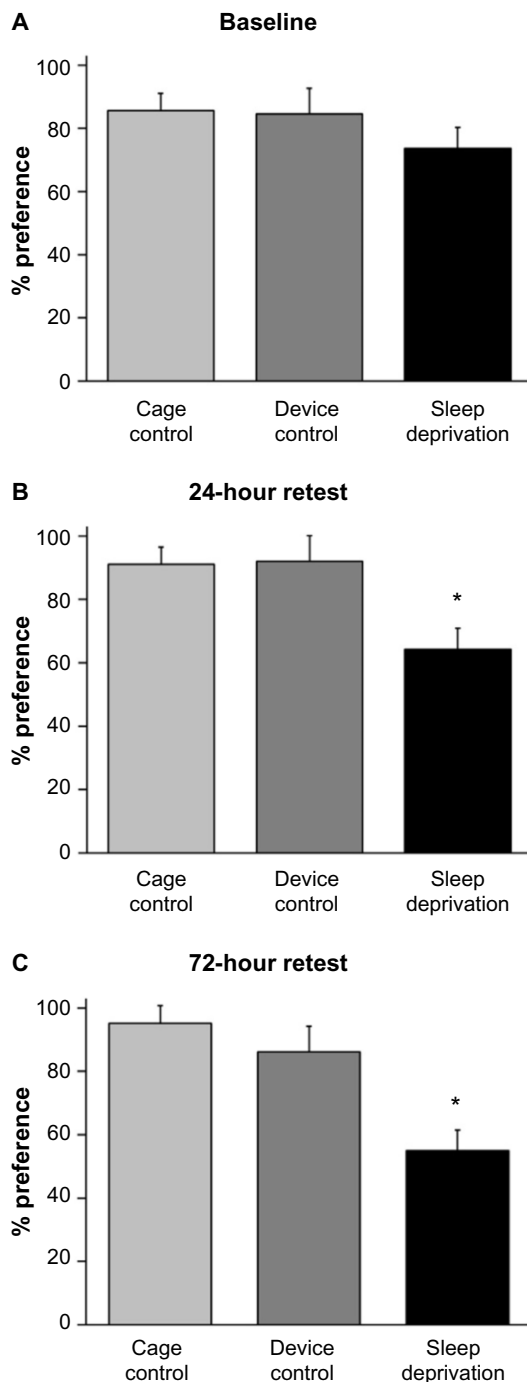 A Baseline
100
80
60
40
20
0
% preference
Cage control
Device control
Sleep deprivation
B 24-hour retest
100
80
60
40
20
0
% preference
*
Cage control
Device control
Sleep deprivation
C 72-hour retest
100
80
60
40
20
0
% preference
*
Cage control
Device control
Sleep deprivation